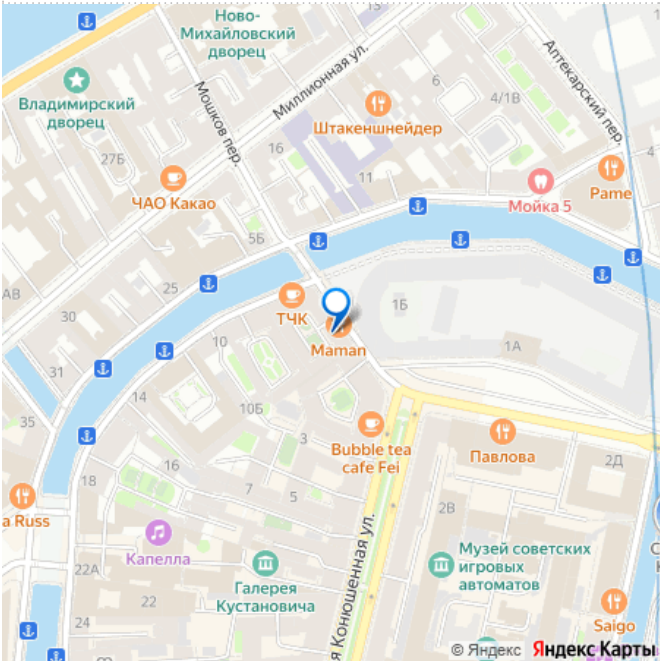 Ново-
Михайловский
дворец
Миллионная ул.
Аптекарский пер.
Владимирский
дворец
Мошков пер.
6
4/1В
Штакеншнейдер
27Б
16
11
ЧАО Какао
Мойка 5
Pame
5Б
25
АВ
30
ТЧК
1Б
Maman
10
1А
31
10Б
35
3
Bubble tea
cafe Fei
Павлова
16
18
7
5
2Д
2В
a Russ
Капелла
Музей советских
игровых
автоматов
22А
Галерея
Кустановича
22
я Конюшенная ул.
Saigo
© Яндекс Яндекс Карты